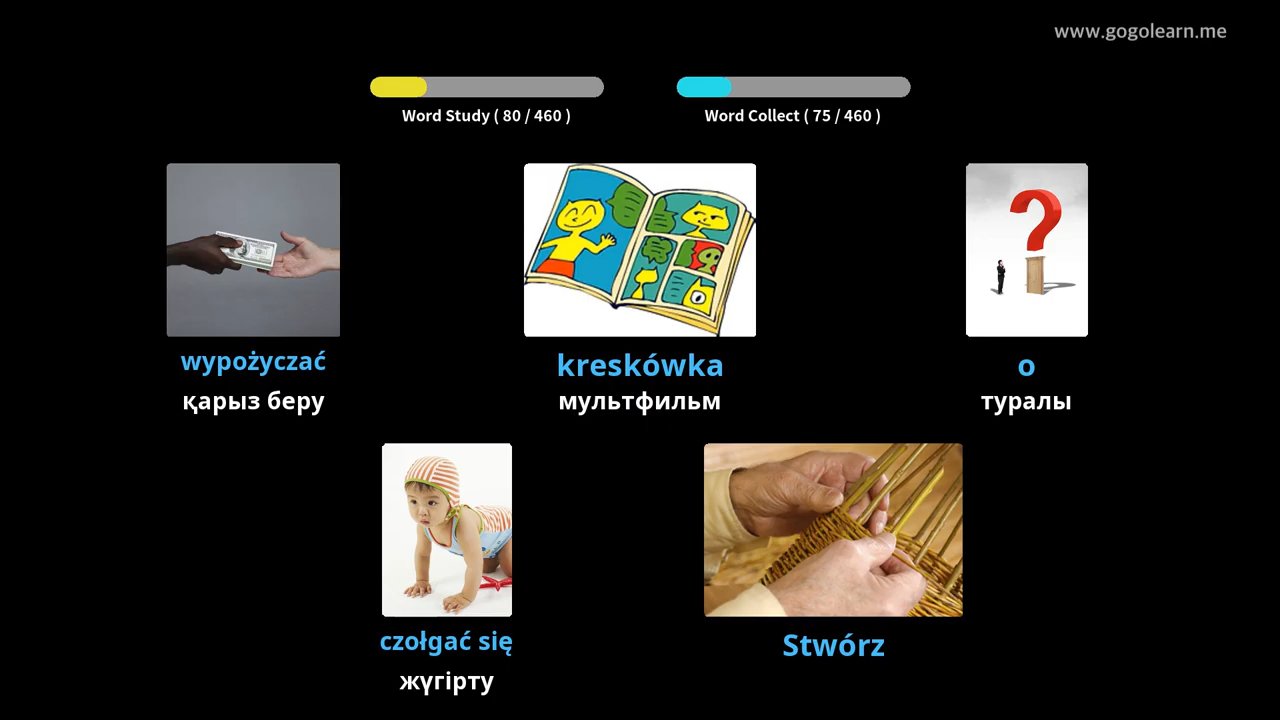 www.gogolearn.me
Word Study ( 80 / 460 )
Word Collect ( 75 / 460 )
wypożyczać
қарыз беру
kreskówka
мультфильм
o
туралы
czołgać się
жүгірту
Stwórz